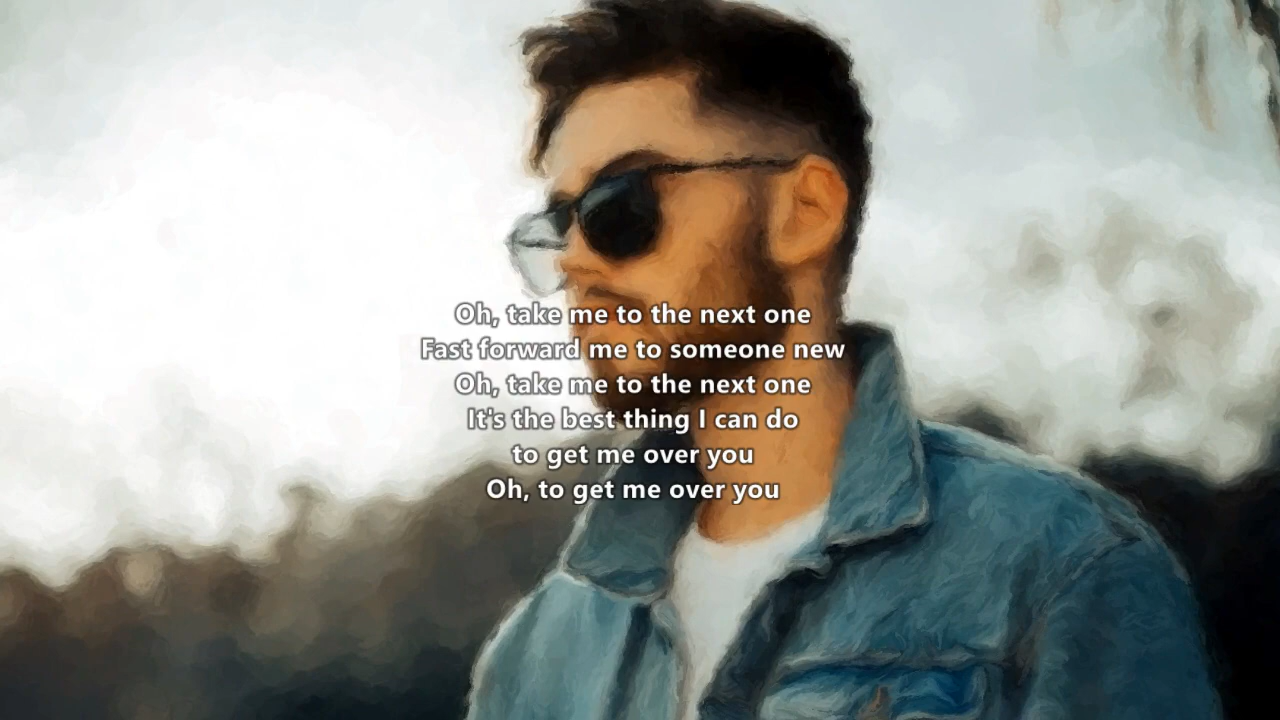 Oh, take me to the next one
Fast forward me to someone new
Oh, take me to the next one
It's the best thing I can do
to get me over you
Oh, to get me over you